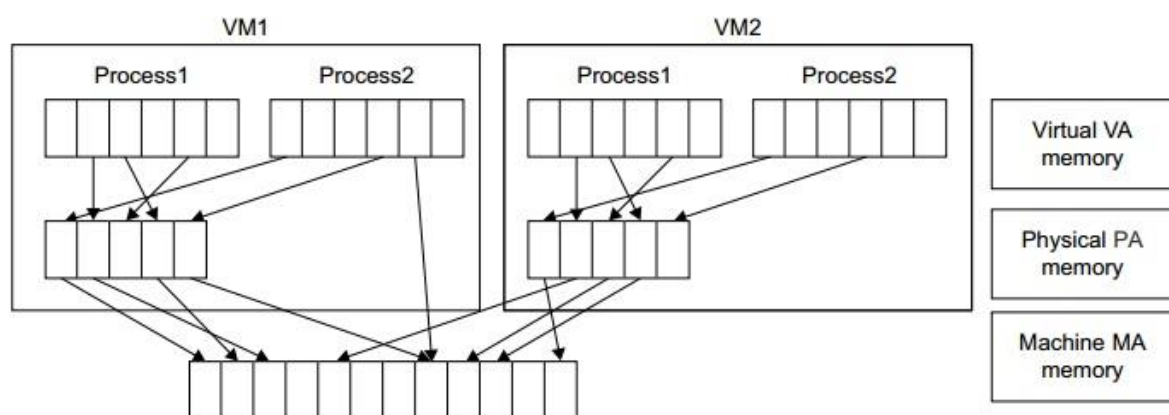 VM1
VM2
Process1
Process2
Process1
Process2
Virtual VA
memory
Physical PA
memory
Machine MA
memory